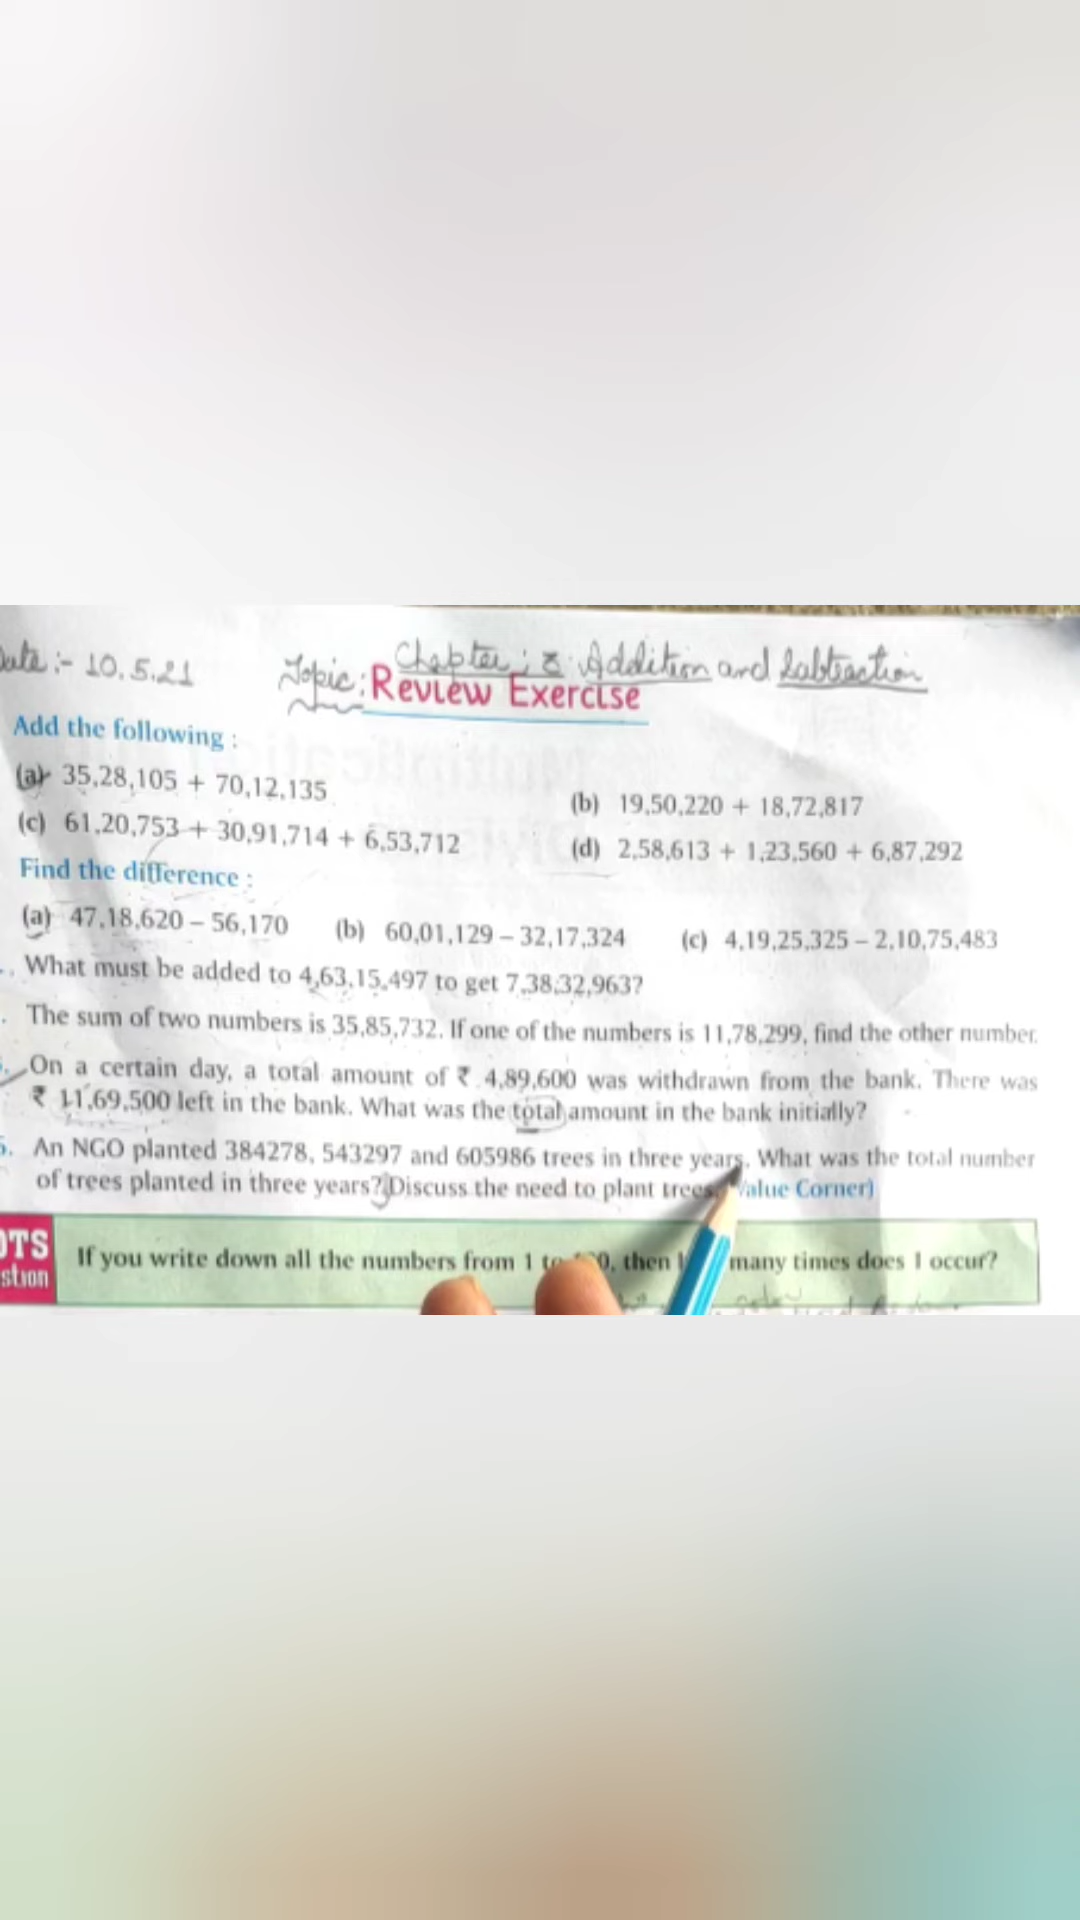 Date :- 10.5.21
Chapter : 2 Addition and Subtraction
Topic: Review Exercise
Add the following :
(a) 35,28,105 + 70,12,135
(b) 19,50,220 + 18,72,817
(c) 61,20,753 + 30,91,714 + 6,53,712
(d) 2,58,613 + 1,23,560 + 6,87,292
Find the difference :
(a) 47,18,620 – 56,170 (b) 60,01,129 – 32,17,324 (c) 4,19,25,325 – 2,10,75,483
What must be added to 4,63,15,497 to get 7,38,32,963?
The sum of two numbers is 35,85,732. If one of the numbers is 11,78,299, find the other number.
On a certain day, a total amount of ₹ 4,89,600 was withdrawn from the bank. There was
₹ 11,69,500 left in the bank. What was the total amount in the bank initially?
6. An NGO planted 384278, 543297 and 605986 trees in three years. What was the total number
of trees planted in three years? Discuss the need to plant trees. Value Corner)
OTS
stion
If you write down all the numbers from 1 to 0, then many times does 1 occur?